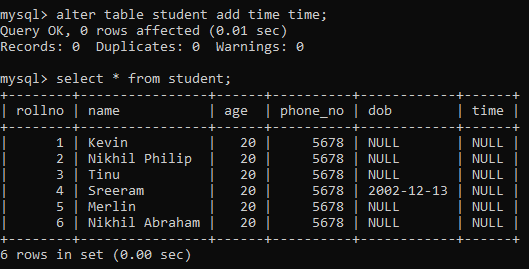 mysql> alter table student add time time;
Query OK, 0 rows affected (0.01 sec)
Records: 0  Duplicates: 0  Warnings: 0

mysql> select * from student;
+--------+----------------+------+----------+------------+------+
| rollno | name           | age  | phone_no | dob        | time |
+--------+----------------+------+----------+------------+------+
|      1 | Kevin          |   20 |     5678 | NULL       | NULL |
|      2 | Nikhil Philip  |   20 |     5678 | NULL       | NULL |
|      3 | Tinu           |   20 |     5678 | NULL       | NULL |
|      4 | Sreeram        |   20 |     5678 | 2002-12-13 | NULL |
|      5 | Merlin         |   20 |     5678 | NULL       | NULL |
|      6 | Nikhil Abraham |   20 |     5678 | NULL       | NULL |
+--------+----------------+------+----------+------------+------+
6 rows in set (0.00 sec)